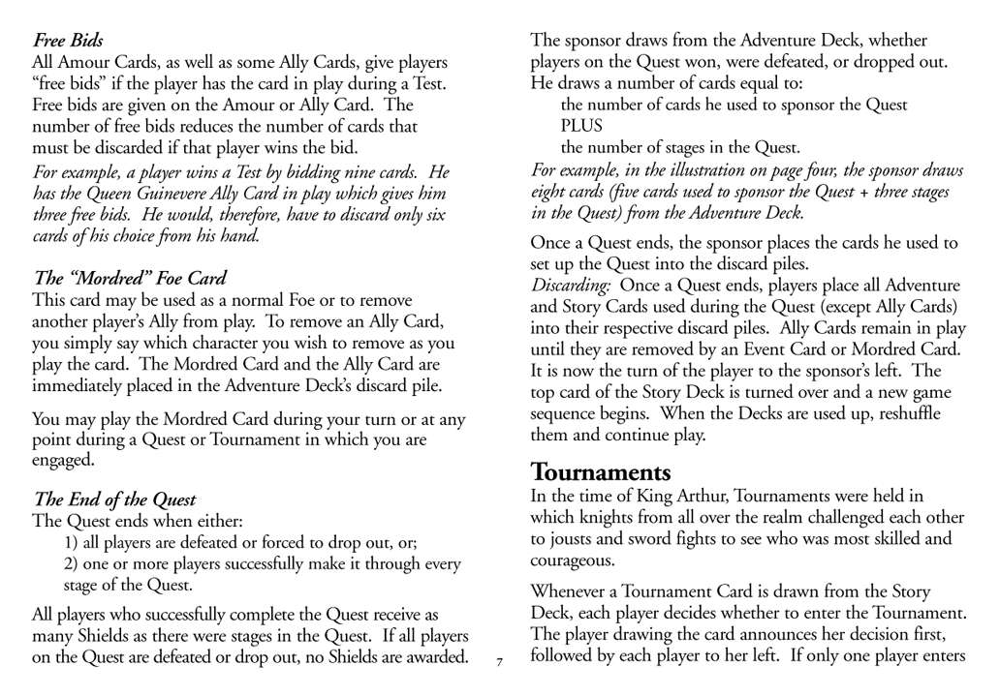 Free Bids
All Amour Cards, as well as some Ally Cards, give players
“free bids” if the player has the card in play during a Test.
Free bids are given on the Amour or Ally Card.  The
number of free bids reduces the number of cards that
must be discarded if that player wins the bid.
For example, a player wins a Test by bidding nine cards.  He
has the Queen Guinevere Ally Card in play which gives him
three free bids.  He would, therefore, have to discard only six
cards of his choice from his hand.
The “Mordred” Foe Card
This card may be used as a normal Foe or to remove
another player’s Ally from play.  To remove an Ally Card,
you simply say which character you wish to remove as you
play the card.  The Mordred Card and the Ally Card are
immediately placed in the Adventure Deck’s discard pile.
You may play the Mordred Card during your turn or at any
point during a Quest or Tournament in which you are
engaged.
The End of the Quest
The Quest ends when either:
1) all players are defeated or forced to drop out, or;
2) one or more players successfully make it through every
stage of the Quest.
All players who successfully complete the Quest receive as
many Shields as there were stages in the Quest.  If all players
on the Quest are defeated or drop out, no Shields are awarded.
The sponsor draws from the Adventure Deck, whether
players on the Quest won, were defeated, or dropped out.
He draws a number of cards equal to:
the number of cards he used to sponsor the Quest
PLUS
the number of stages in the Quest.
For example, in the illustration on page four, the sponsor draws
eight cards (five cards used to sponsor the Quest + three stages
in the Quest) from the Adventure Deck.
Once a Quest ends, the sponsor places the cards he used to
set up the Quest into the discard piles.
Discarding:  Once a Quest ends, players place all Adventure
and Story Cards used during the Quest (except Ally Cards)
into their respective discard piles.  Ally Cards remain in play
until they are removed by an Event Card or Mordred Card.
It is now the turn of the player to the sponsor’s left.  The
top card of the Story Deck is turned over and a new game
sequence begins.  When the Decks are used up, reshuffle
them and continue play.
Tournaments
In the time of King Arthur, Tournaments were held in
which knights from all over the realm challenged each other
to jousts and sword fights to see who was most skilled and
courageous.
Whenever a Tournament Card is drawn from the Story
Deck, each player decides whether to enter the Tournament.
The player drawing the card announces her decision first,
followed by each player to her left.  If only one player enters
7